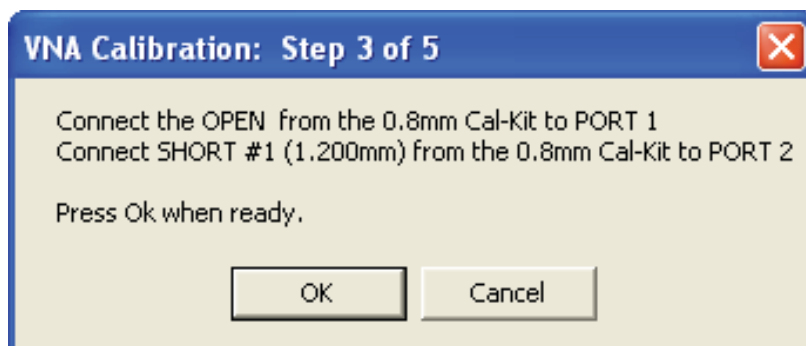 VNA Calibration: Step 3 of 5
Connect the OPEN from the 0.8mm Cal-Kit to PORT 1
Connect SHORT #1 (1.200mm) from the 0.8mm Cal-Kit to PORT 2
Press Ok when ready.
OK
Cancel